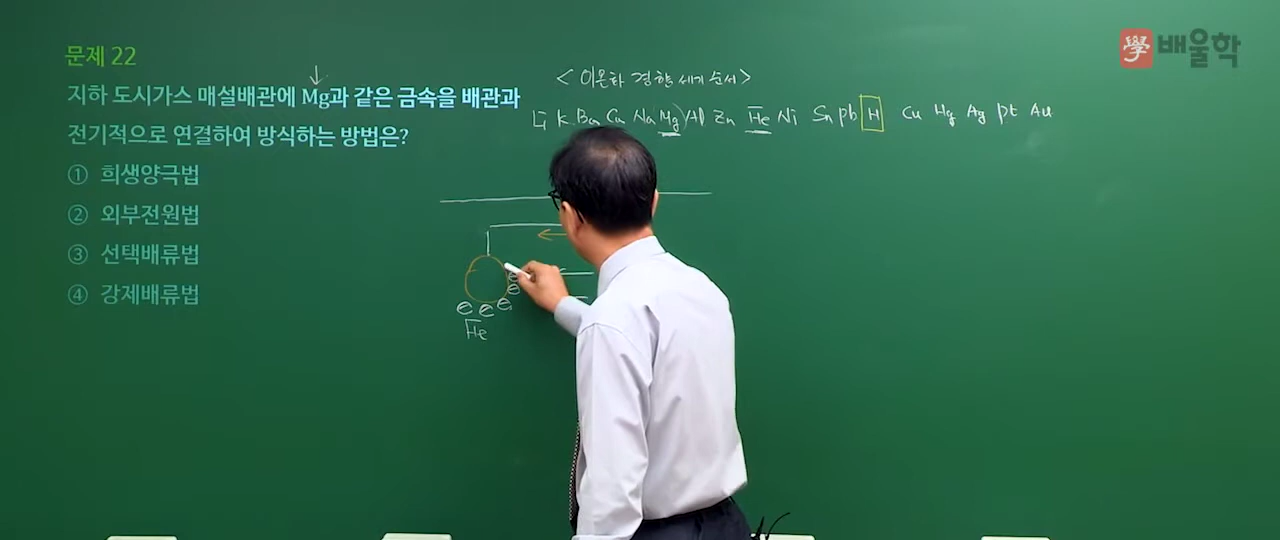 문제 22
지하 도시가스 매설배관에 Mg과 같은 금속을 배관과
전기적으로 연결하여 방식하는 방법은?
① 희생양극법
② 외부전원법
③ 선택배류법
④ 강제배류법
學 배울학
<이온화 경향 세기 순서>
Li K Ba Ca Na Mg Al Zn Fe Ni Sn Pb H Cu Hg Ag Pt Au
e
e
e e e
Fe